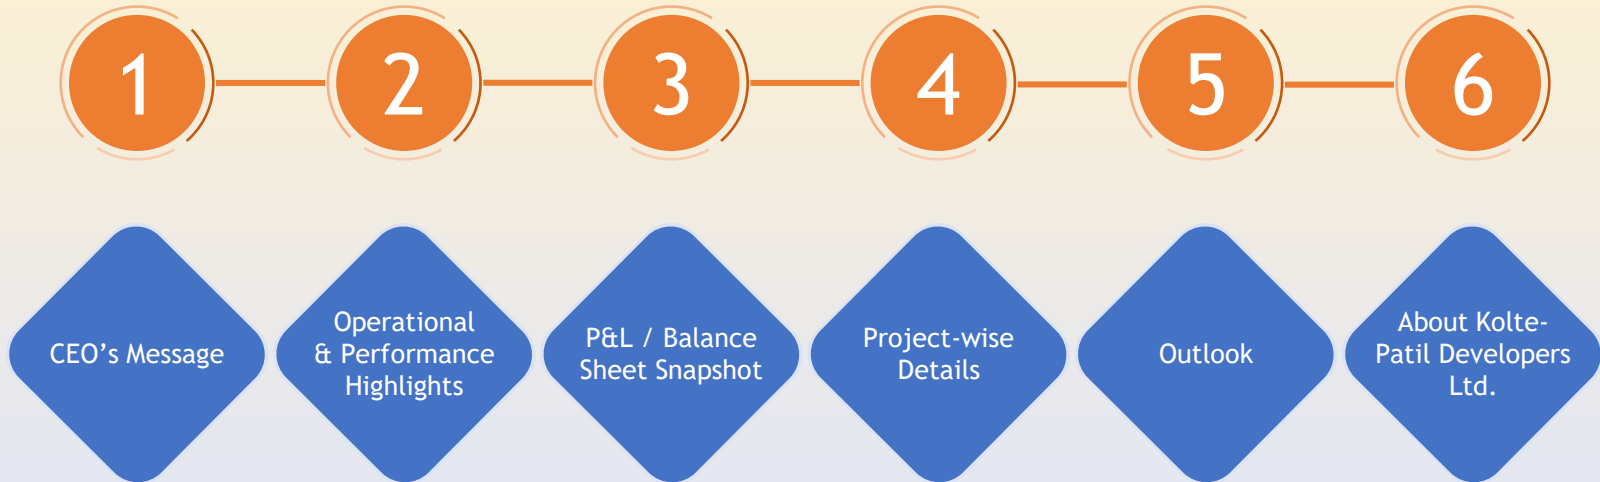 1
2
3
4
5
6
CEO’s Message
Operational
& Performance
Highlights
P&L / Balance
Sheet Snapshot
Project-wise
Details
Outlook
About Kolte-
Patil Developers
Ltd.